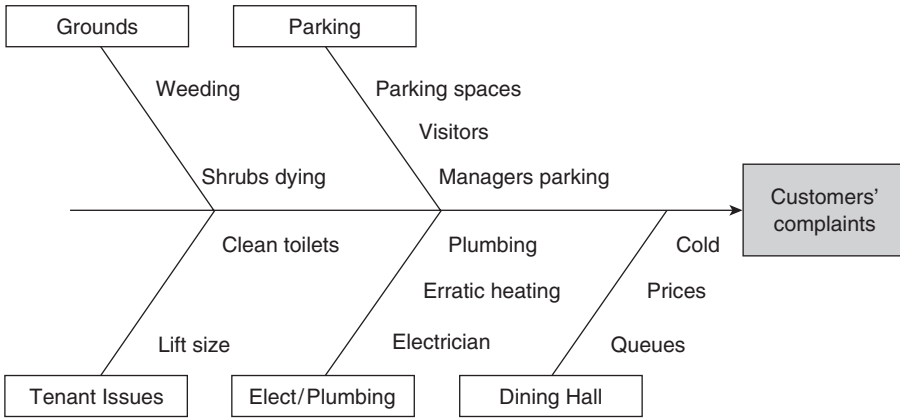 Grounds
Parking
Weeding
Parking spaces
Visitors
Shrubs dying
Managers parking
Customers’
complaints
Clean toilets
Plumbing
Cold
Erratic heating
Prices
Lift size
Electrician
Queues
Tenant Issues
Elect/Plumbing
Dining Hall